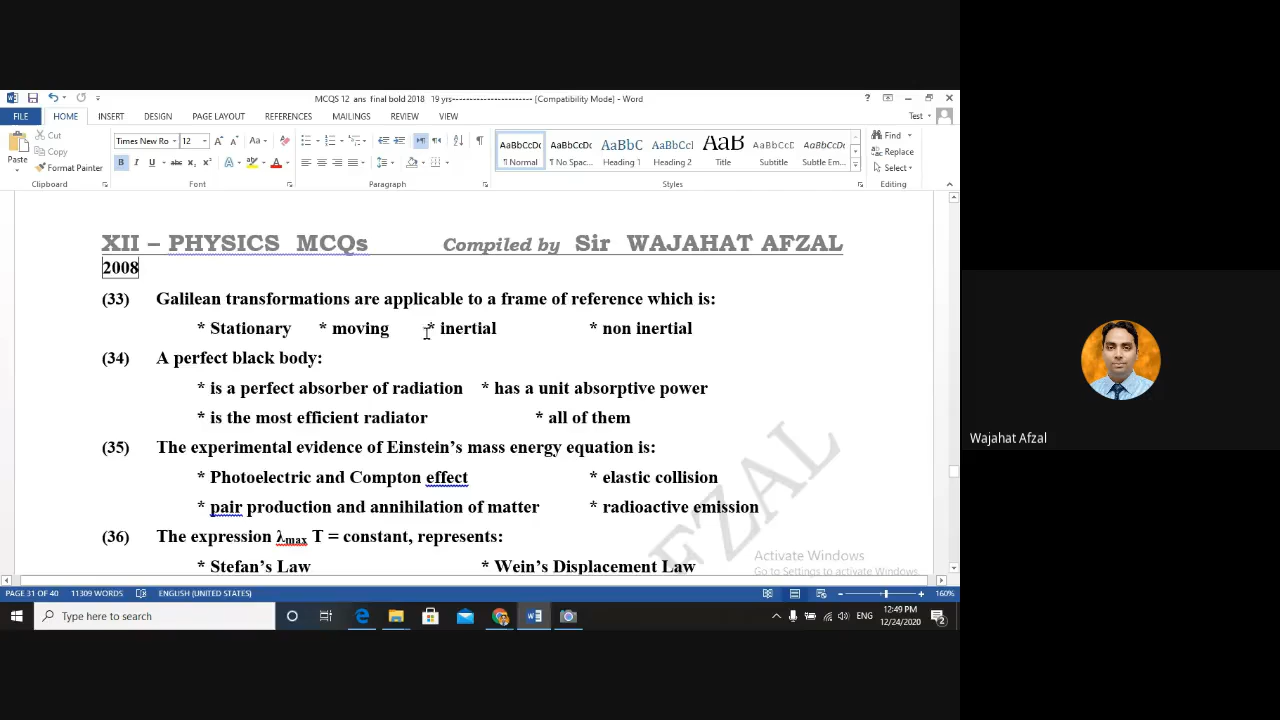 MCQS 12 ans final bold 2018 19 yrs------------------------ [Compatibility Mode] - Word
FILE HOME INSERT DESIGN PAGE LAYOUT REFERENCES MAILINGS REVIEW VIEW Test
Cut
Copy
Format Painter
Paste
Times New Ro 12
Clipboard Font Paragraph Styles Editing
AaBbCcDc AaBbCcDc AaBbC AaBbCcl AaB AaBbCcD AaBbCcDc
¶ Normal ¶ No Spac... Heading 1 Heading 2 Title Subtitle Subtle Em...
Find
Replace
Select
XII – PHYSICS MCQs Compiled by Sir WAJAHAT AFZAL
2008
(33) Galilean transformations are applicable to a frame of reference which is:
* Stationary * moving * inertial * non inertial
(34) A perfect black body:
* is a perfect absorber of radiation * has a unit absorptive power
* is the most efficient radiator * all of them
(35) The experimental evidence of Einstein’s mass energy equation is:
* Photoelectric and Compton effect * elastic collision
* pair production and annihilation of matter * radioactive emission
(36) The expression λmax T = constant, represents:
* Stefan’s Law * Wein’s Displacement Law
FZAL
Activate Windows
Go to Settings to activate Windows.
PAGE 31 OF 40 11309 WORDS ENGLISH (UNITED STATES) 160%
Type here to search
ENG
12:49 PM
12/24/2020
2
Wajahat Afzal